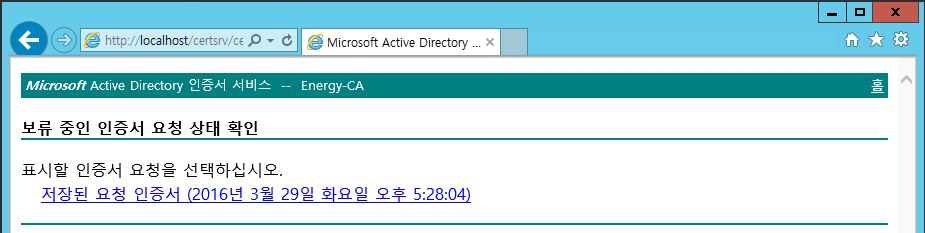 http://localhost/certsrv/ce
Microsoft Active Directory ...
Microsoft Active Directory 인증서 서비스 -- Energy-CA
홈
보류 중인 인증서 요청 상태 확인
표시할 인증서 요청을 선택하십시오.
저장된 요청 인증서 (2016년 3월 29일 화요일 오후 5:28:04)